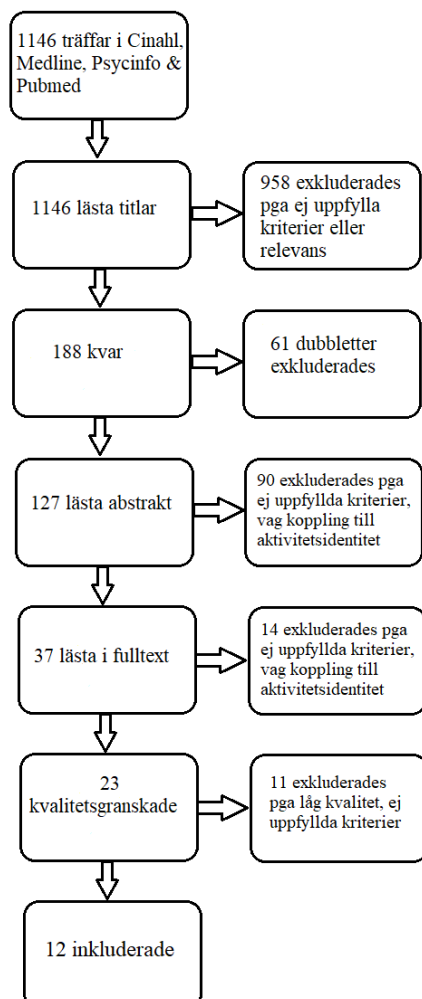 1146 träffar i Cinahl,
Medline, Psycinfo &
Pubmed
1146 lästa titlar
958 exkluderades
pga ej uppfylla
kriterier eller
relevans
188 kvar
61 dubbletter
exkluderades
127 lästa abstrakt
90 exkluderades pga
ej uppfyllda kriterier,
vag koppling till
aktivitetsidentitet
37 lästa i fulltext
14 exkluderades pga
ej uppfyllda kriterier,
vag koppling till
aktivitetsidentitet
23
kvalitetsgranskade
11 exkluderades
pga låg kvalitet, ej
uppfyllda kriterier
12 inkluderade